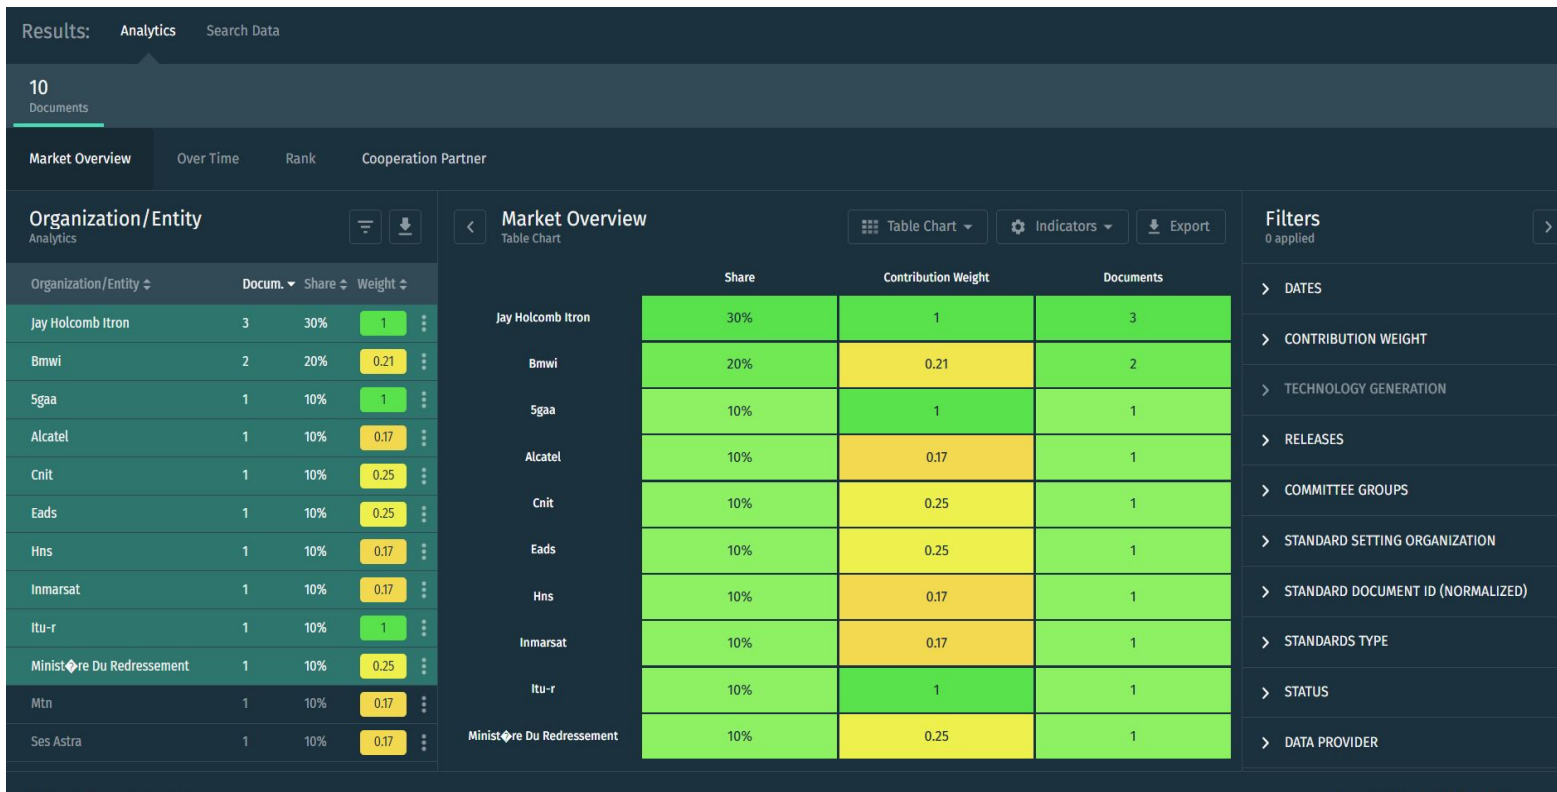 Results: Analytics Search Data
10
Documents
Market Overview Over Time Rank Cooperation Partner
Organization/Entity
Analytics
Organization/Entity Docum. Share Weight
Jay Holcomb Itron 3 30% 1
Bmwi 2 20% 0.21
5gaa 1 10% 1
Alcatel 1 10% 0.17
Cnit 1 10% 0.25
Eads 1 10% 0.25
Hns 1 10% 0.17
Inmarsat 1 10% 0.17
Itu-r 1 10% 1
Minist�re Du Redressement 1 10% 0.25
Mtn 1 10% 0.17
Ses Astra 1 10% 0.17
Market Overview
Table Chart
Table Chart Indicators Export
Share Contribution Weight Documents
Jay Holcomb Itron 30% 1 3
Bmwi 20% 0.21 2
5gaa 10% 1 1
Alcatel 10% 0.17 1
Cnit 10% 0.25 1
Eads 10% 0.25 1
Hns 10% 0.17 1
Inmarsat 10% 0.17 1
Itu-r 10% 1 1
Minist�re Du Redressement 10% 0.25 1
Filters
0 applied
DATES
CONTRIBUTION WEIGHT
TECHNOLOGY GENERATION
RELEASES
COMMITTEE GROUPS
STANDARD SETTING ORGANIZATION
STANDARD DOCUMENT ID (NORMALIZED)
STANDARDS TYPE
STATUS
DATA PROVIDER